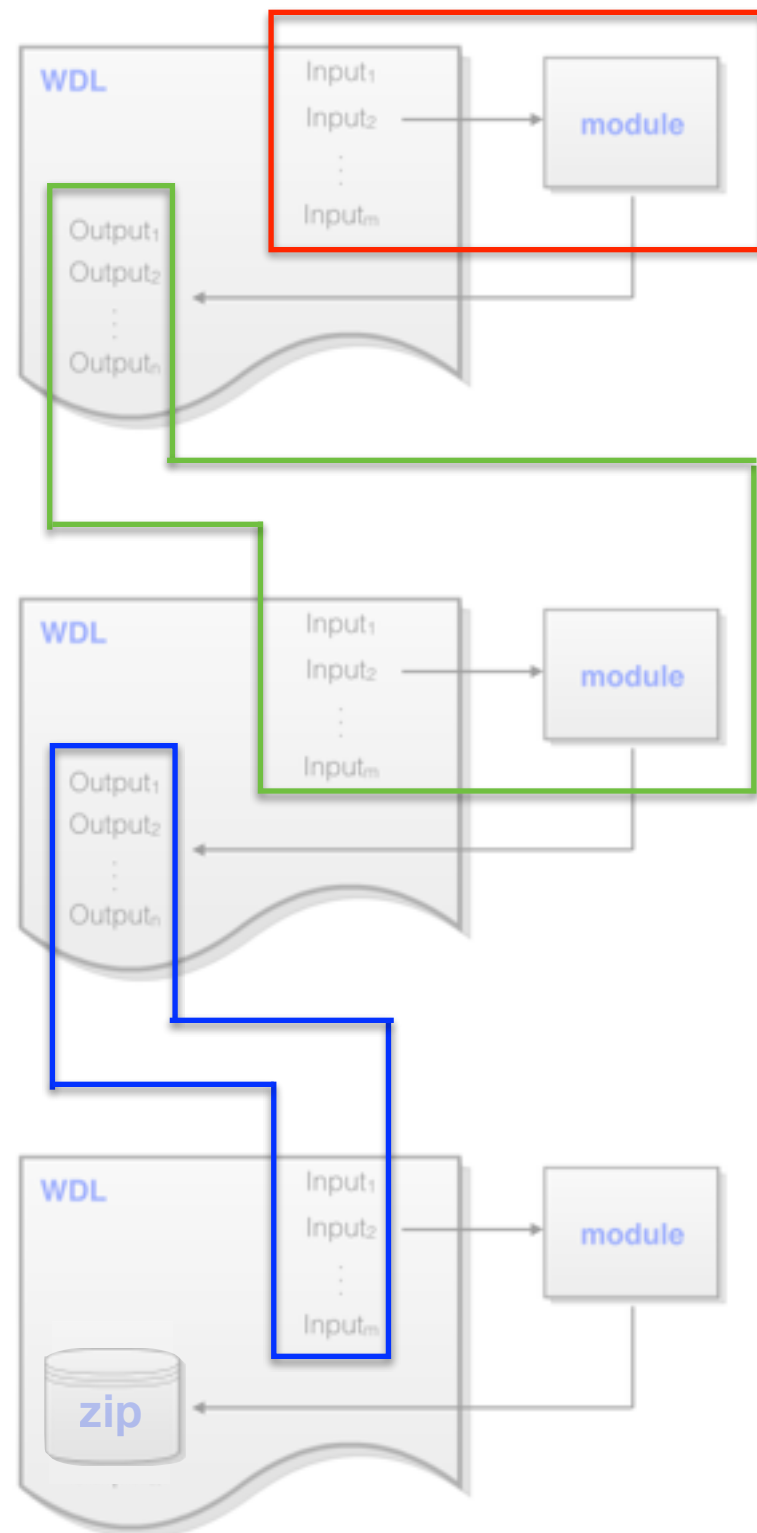 WDL
Input₁
Input₂
module
Inputₘ
Output₁
Output₂
Outputₙ
WDL
Input₁
Input₂
module
Inputₘ
Output₁
Output₂
Outputₙ
WDL
Input₁
Input₂
module
Inputₘ
zip